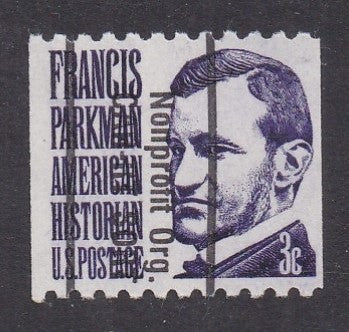 FRANCIS
PARKMAN
AMERICAN
HISTORIAN
U.S.POSTAGE
3c
Nonprofit Org.